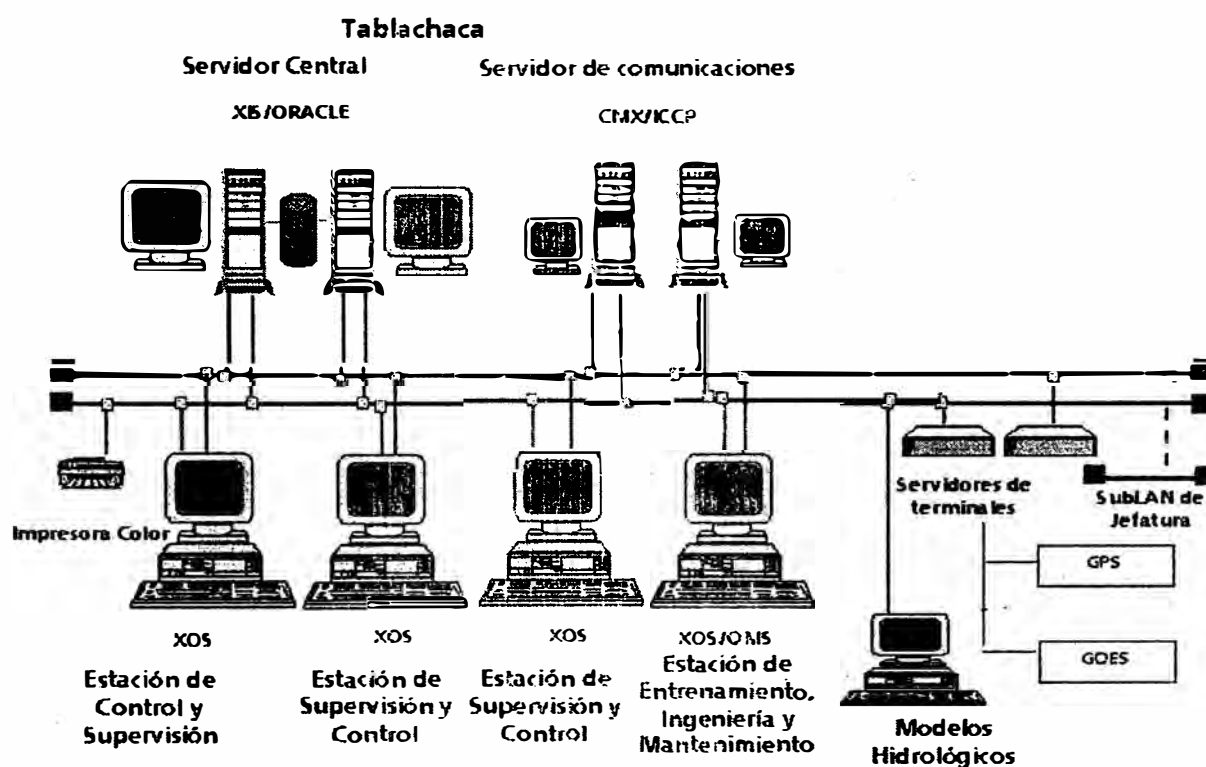 Tablachaca
Servidor Central
Servidor de comunicaciones
XIS/ORACLE
CMX/ICCP
Impresora Color
Servidores de
terminales
SubLAN de
Jefatura
GPS
GOES
XOS
Estación de
Control y
Supervisión
XOS
Estación de
Supervisión y
Control
XOS
Estación de
Supervisión y
Control
XOS/OMS
Estación de
Entrenamiento,
Ingeniería y
Mantenimiento
Modelos
Hidrológicos